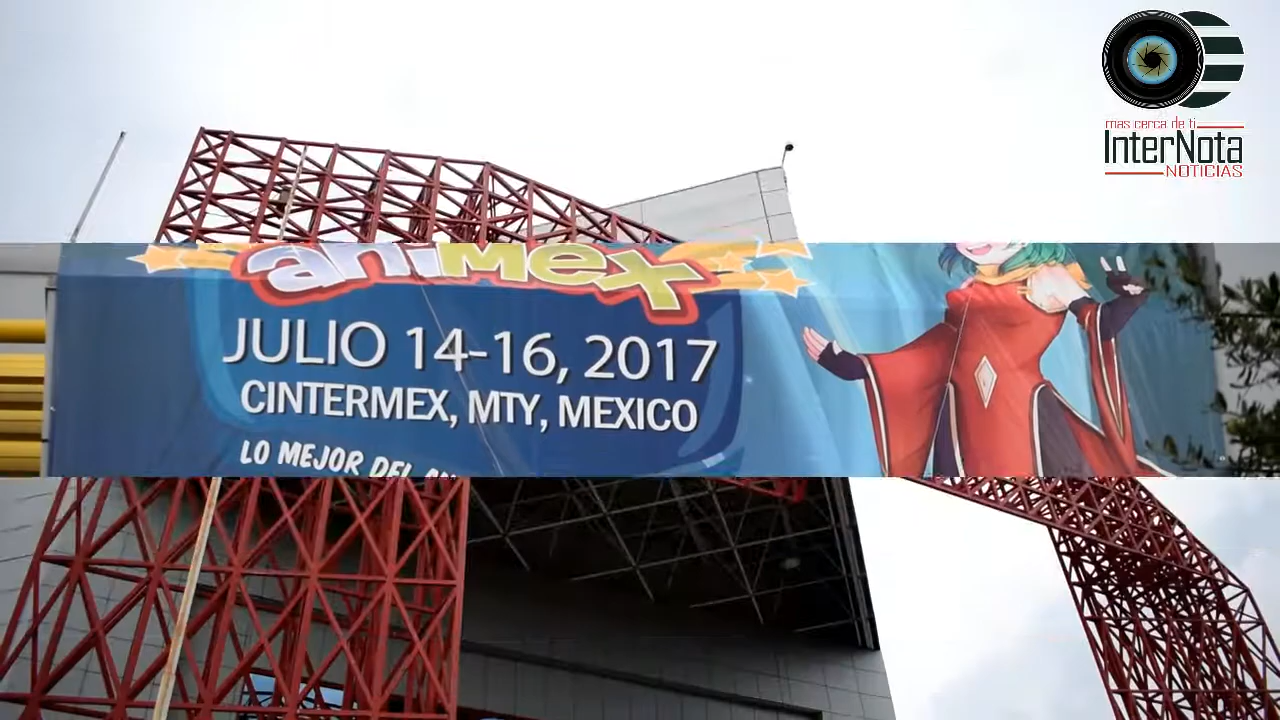 mas cerca de ti
InterNota
NOTICIAS
animex
JULIO 14-16, 2017
CINTERMEX, MTY, MEXICO
LO MEJOR DEL